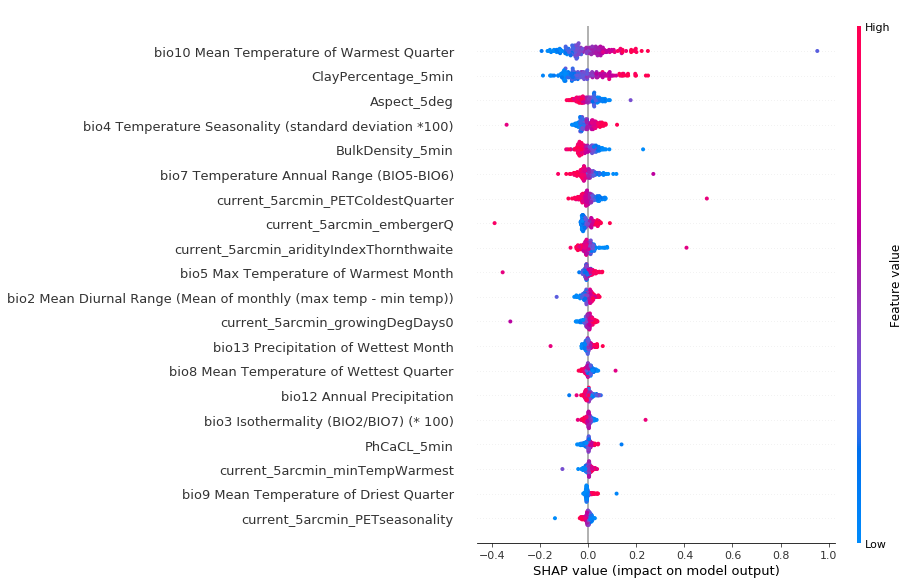 High
bio10 Mean Temperature of Warmest Quarter
ClayPercentage_5min
Aspect_5deg
bio4 Temperature Seasonality (standard deviation *100)
BulkDensity_5min
bio7 Temperature Annual Range (BIO5-BIO6)
current_5arcmin_PETColdestQuarter
current_5arcmin_embergerQ
current_5arcmin_aridityIndexThornthwaite
bio5 Max Temperature of Warmest Month
bio2 Mean Diurnal Range (Mean of monthly (max temp - min temp))
current_5arcmin_growingDegDays0
bio13 Precipitation of Wettest Month
bio8 Mean Temperature of Wettest Quarter
bio12 Annual Precipitation
bio3 Isothermality (BIO2/BIO7) (* 100)
PhCaCL_5min
current_5arcmin_minTempWarmest
bio9 Mean Temperature of Driest Quarter
current_5arcmin_PETseasonality
Feature value
Low
−0.4 −0.2 0.0 0.2 0.4 0.6 0.8 1.0
SHAP value (impact on model output)